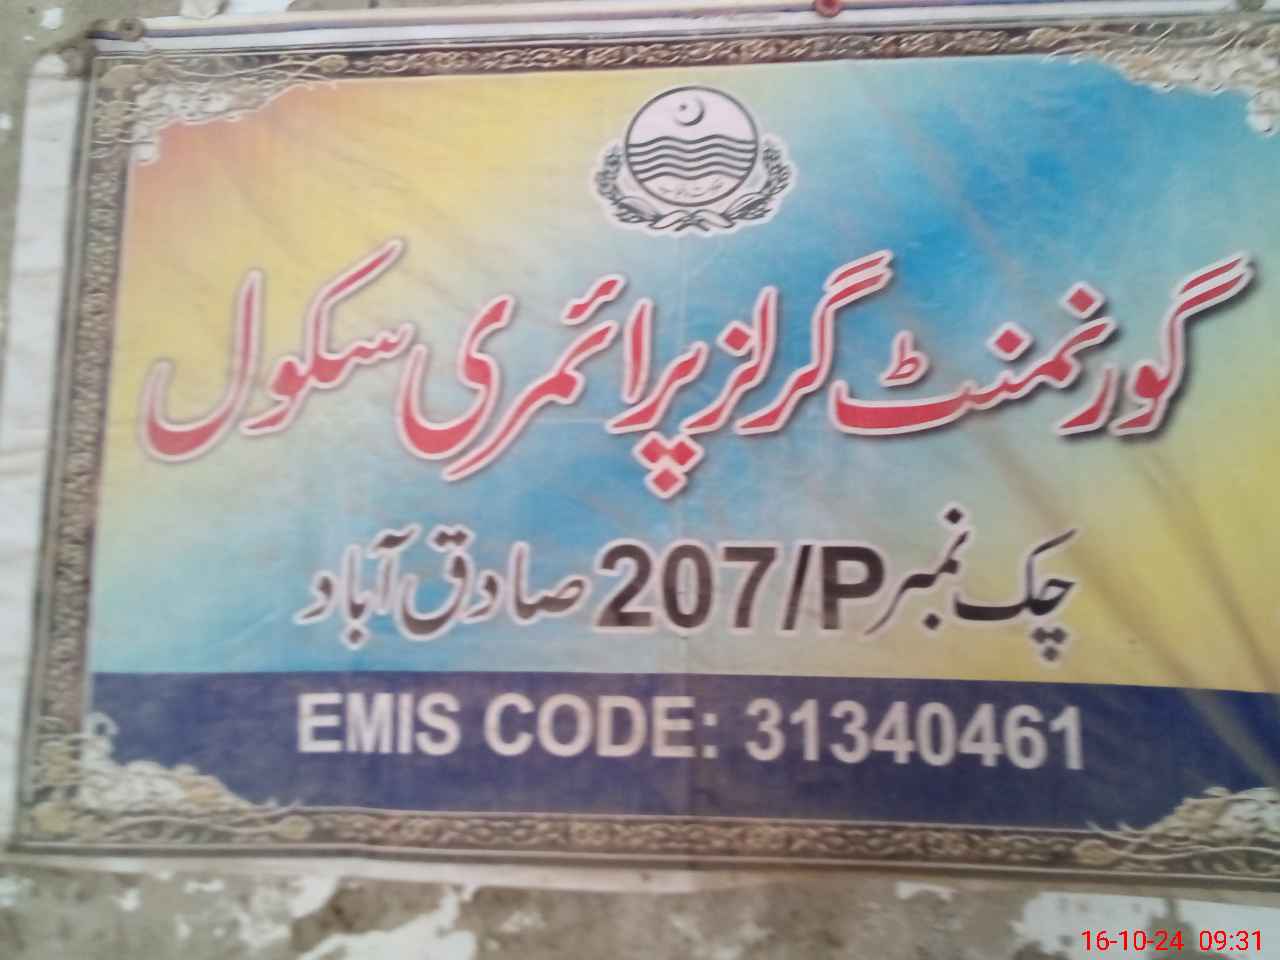 گورنمنٹ گرلز پرائمری سکول
چک نمبر 207/P صادق آباد
EMIS CODE: 31340461
16-10-24 09:31